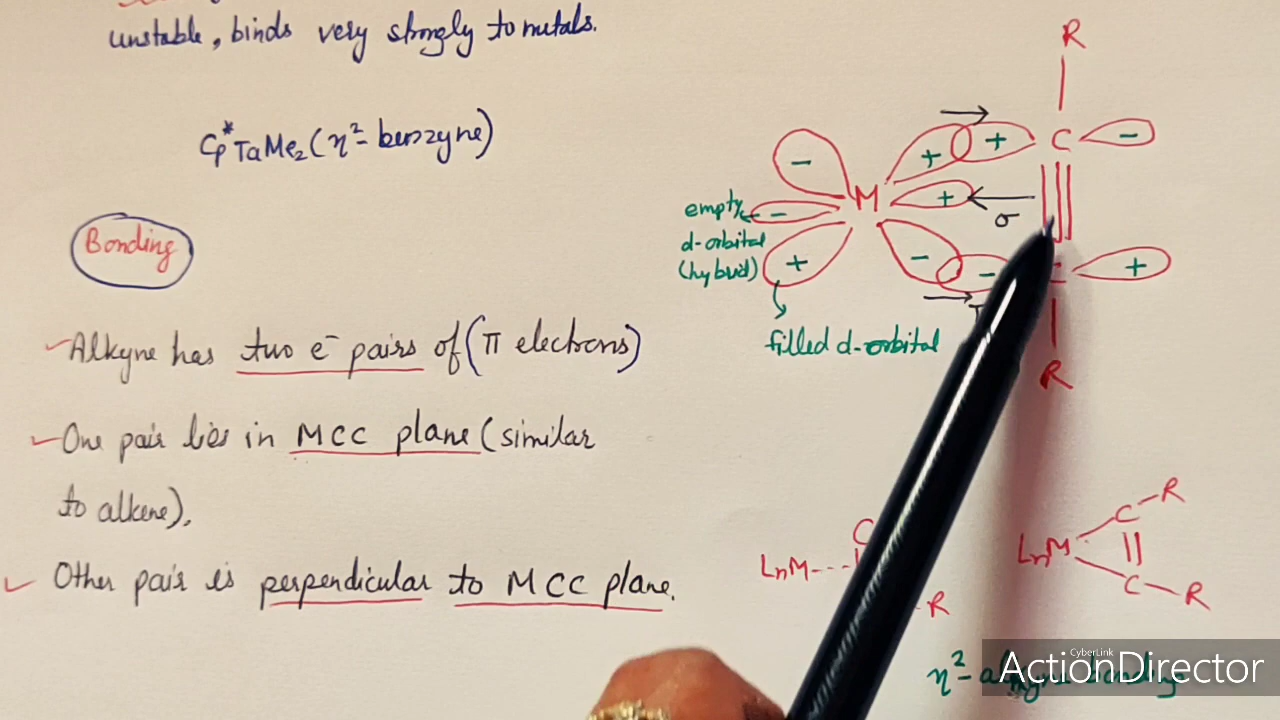 unstable, binds very strongly to metals.
Cp* TaMe2 (η²- benzyne)
Bonding
Alkyne has two e⁻ pairs of (π electrons)
One pair lies in MCC plane (similar
to alkene),
Other pair is perpendicular to MCC plane.
R
- + + C -
empty - M + σ
d-orbital
(hybrid) + - - C +
filled d-orbital
R
LnM---
C
R
LnM C-R
C-R
η²- alkyne bonding
CyberLink
ActionDirector